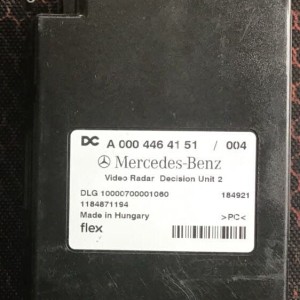 DC A 000 446 41 51 / 004
Mercedes-Benz
Video Radar Decision Unit 2
DLG 10000700001060 184921
1184871194
Made in Hungary >PC<
flex